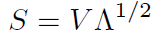 S = VΛ^{1/2}